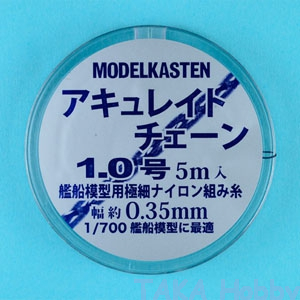 MODELKASTEN
アキュレイド
チェーン
1.0号 5m入
艦船模型用極細ナイロン組み糸
幅約0.35mm
1/700 艦船模型に最適